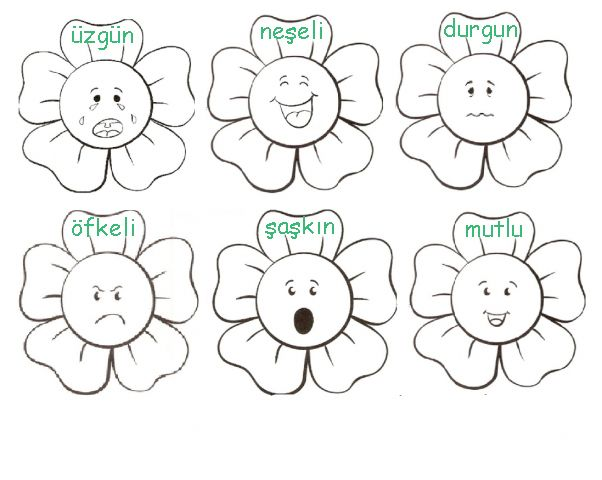 üzgün
neşeli
durgun
öfkeli
şaşkın
mutlu